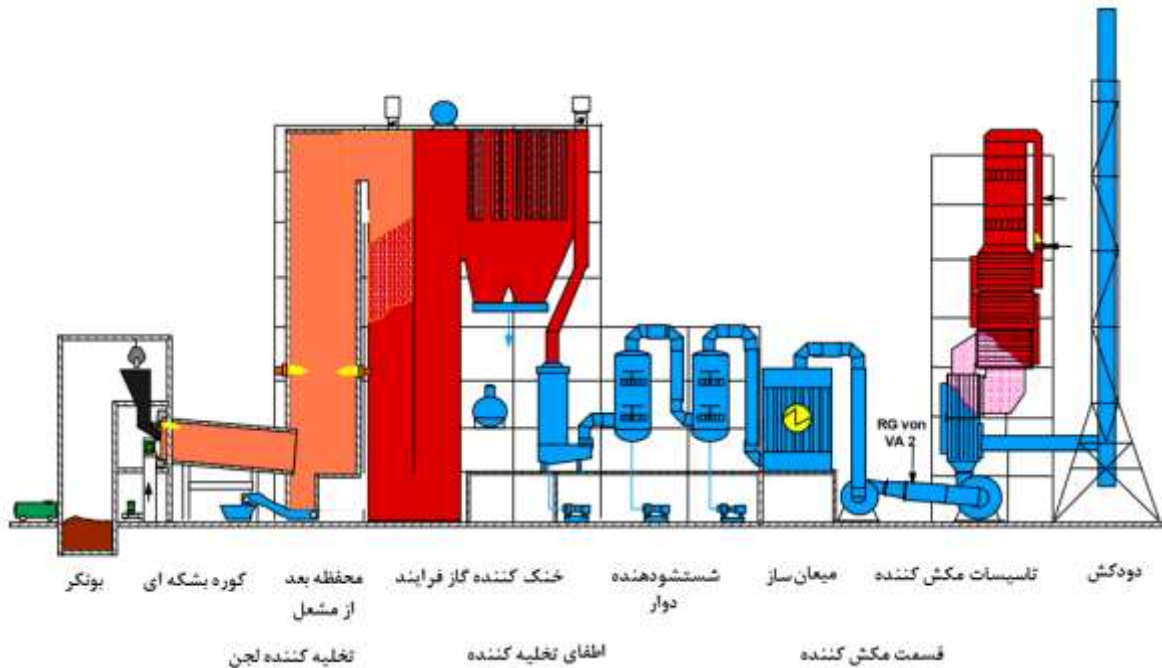 RG von
VA 2
بونکر
کوره بشکه ای
محفظه بعد
از مشعل
خنک کننده گاز فرایند
شستشودهنده
دوار
میعان ساز
تاسیسات مکش کننده
دودکش
تخلیه کننده لجن
اطفای تخلیه کننده
قسمت مکش کننده